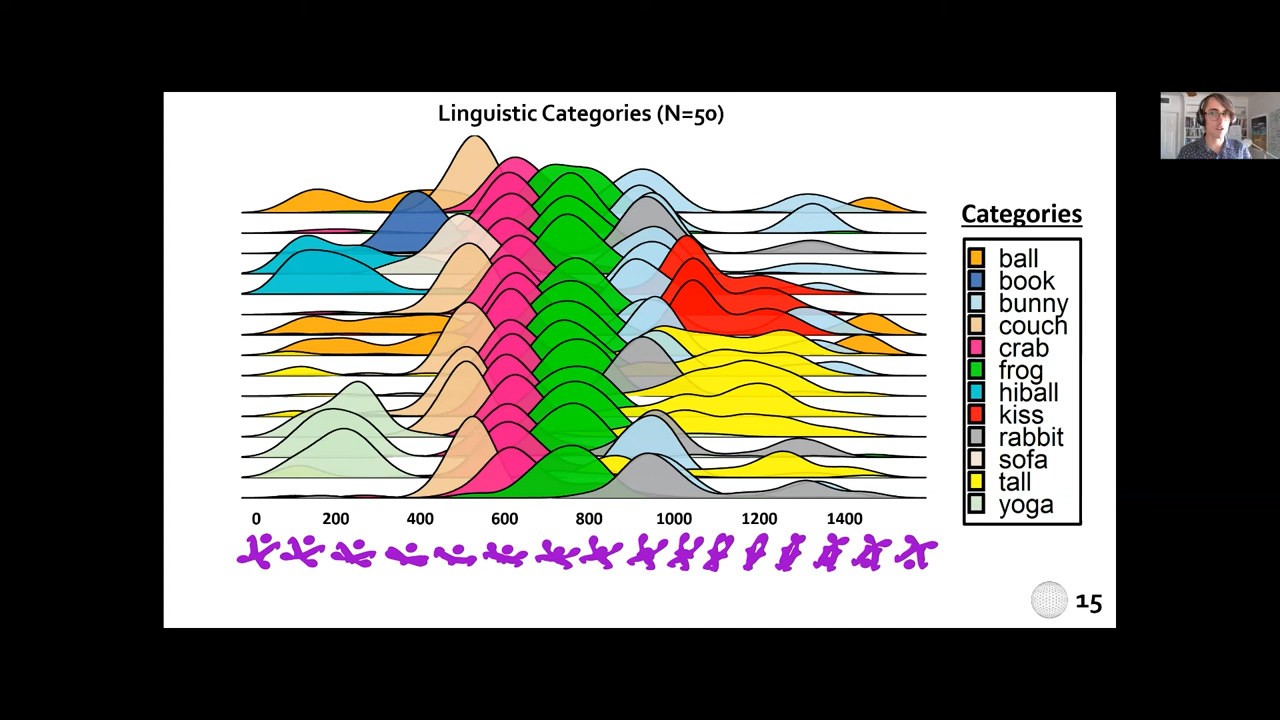 Linguistic Categories (N=50)
Categories
ball
book
bunny
couch
crab
frog
hiball
kiss
rabbit
sofa
tall
yoga
0 200 400 600 800 1000 1200 1400
15